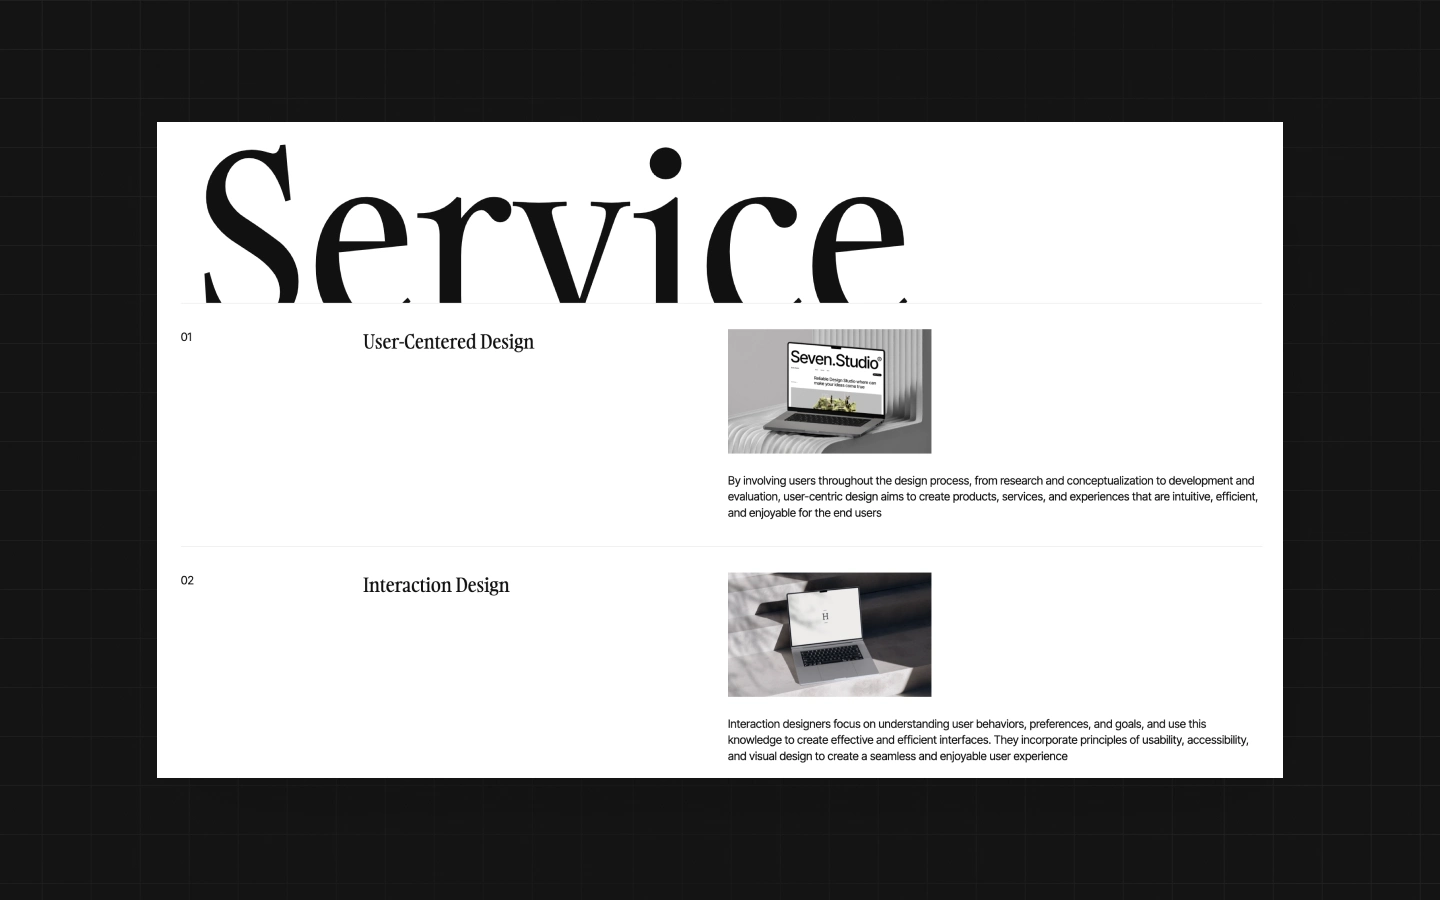 Service
01
User-Centered Design
Seven.Studio®
Reliable Design Studio where can
make your ideas come true
By involving users throughout the design process, from research and conceptualization to development and
evaluation, user-centric design aims to create products, services, and experiences that are intuitive, efficient,
and enjoyable for the end users
02
Interaction Design
H
Interaction designers focus on understanding user behaviors, preferences, and goals, and use this
knowledge to create effective and efficient interfaces. They incorporate principles of usability, accessibility,
and visual design to create a seamless and enjoyable user experience